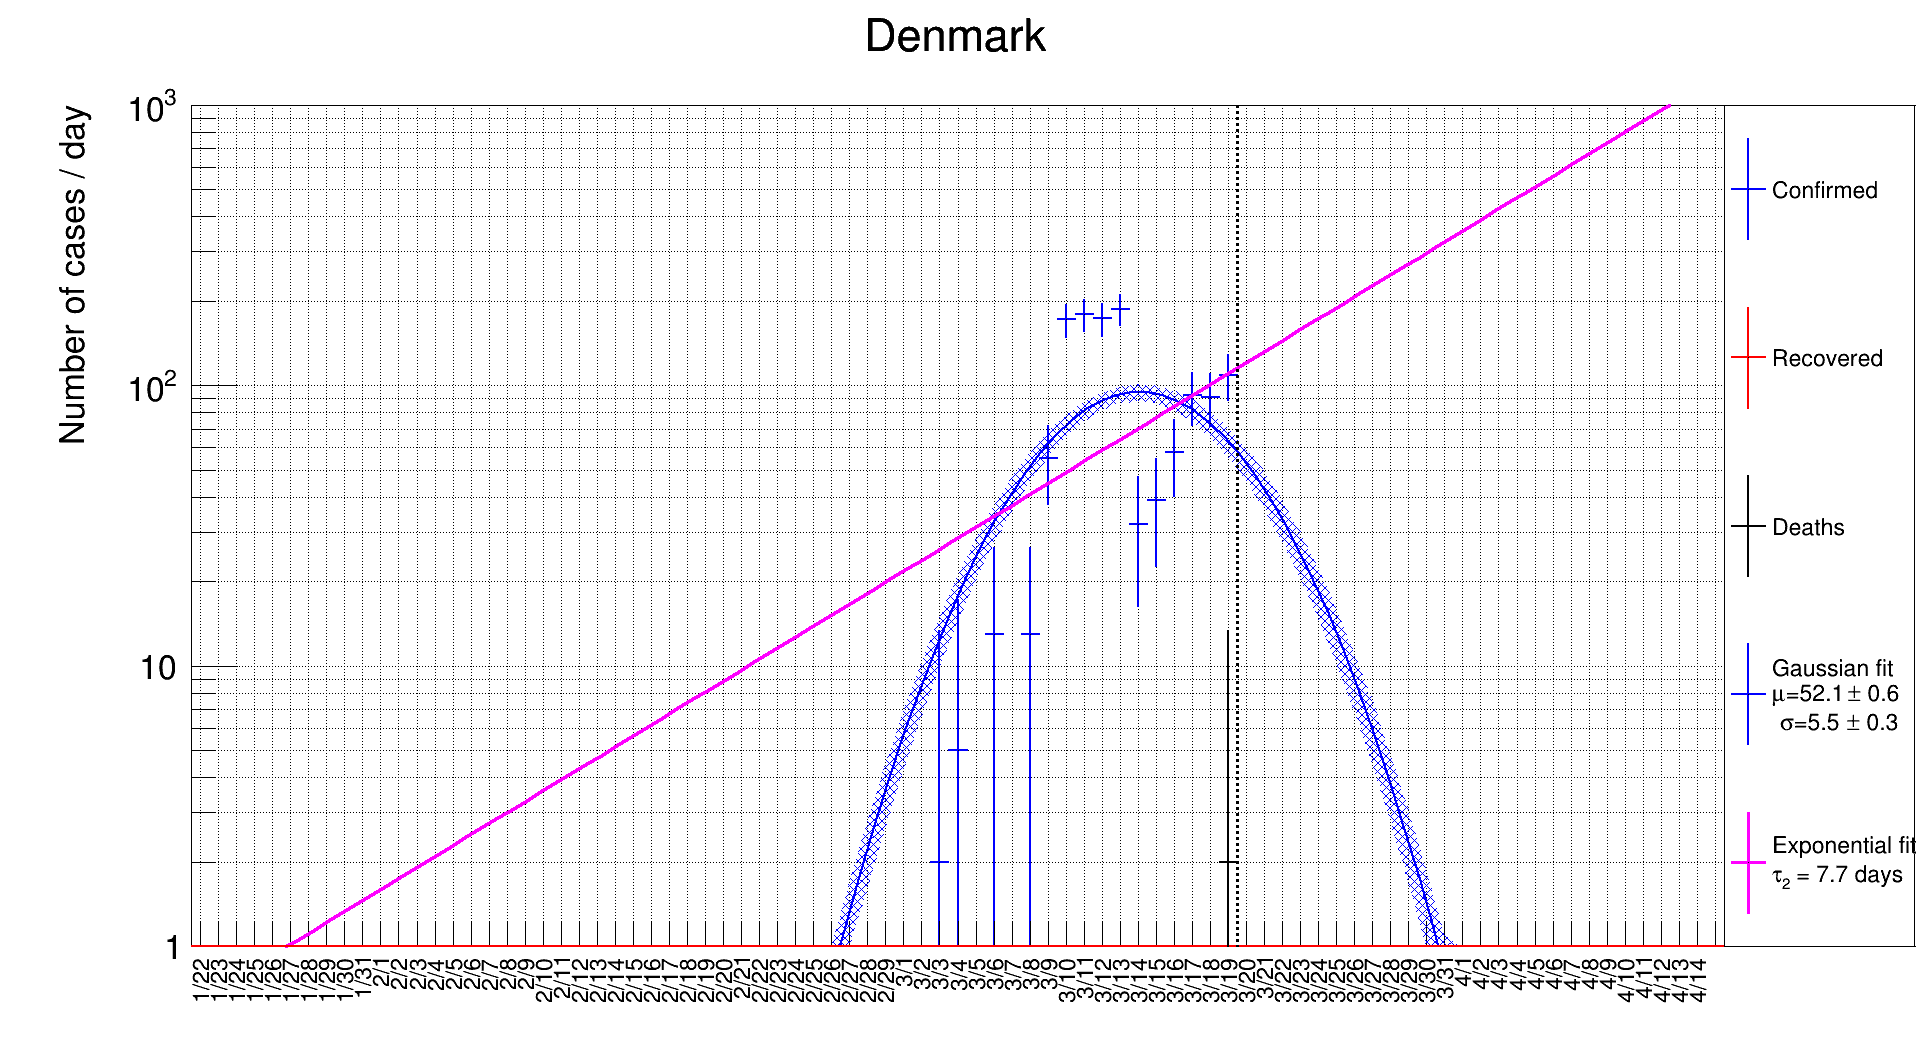 Denmark
Number of cases / day
10³
10²
10
1
1/22 1/23 1/24 1/25 1/26 1/27 1/28 1/29 1/30 1/31 2/1 2/2 2/3 2/4 2/5 2/6 2/7 2/8 2/9 2/10 2/11 2/12 2/13 2/14 2/15 2/16 2/17 2/18 2/19 2/20 2/21 2/22 2/23 2/24 2/25 2/26 2/27 2/28 2/29 3/1 3/2 3/3 3/4 3/5 3/6 3/7 3/8 3/9 3/10 3/11 3/12 3/13 3/14 3/15 3/16 3/17 3/18 3/19 3/20 3/21 3/22 3/23 3/24 3/25 3/26 3/27 3/28 3/29 3/30 3/31 4/1 4/2 4/3 4/4 4/5 4/6 4/7 4/8 4/9 4/10 4/11 4/12 4/13 4/14
Confirmed
Recovered
Deaths
Gaussian fit
μ=52.1 ± 0.6
σ=5.5 ± 0.3
Exponential fit
τ₂ = 7.7 days